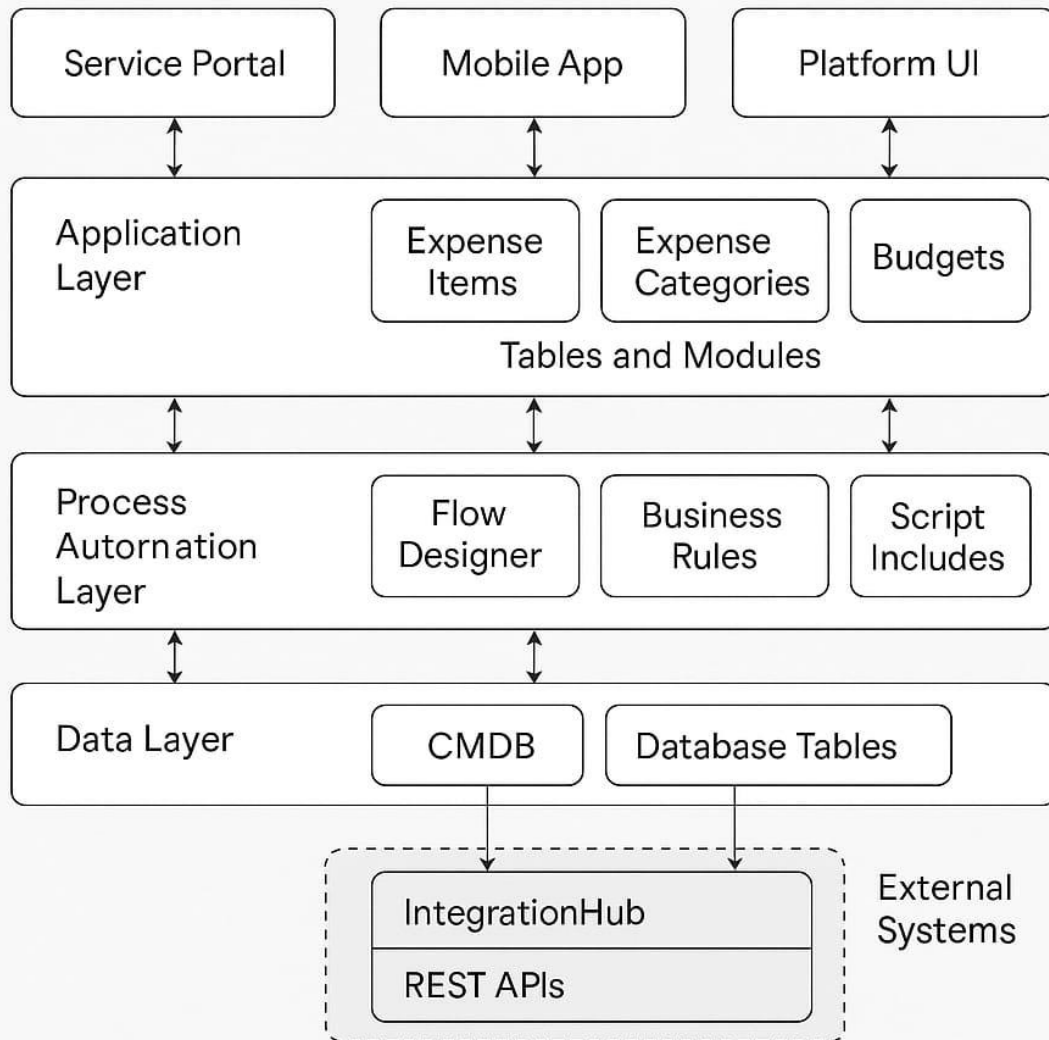 Service Portal
Mobile App
Platform UI
Application
Layer
Expense
Items
Expense
Categories
Budgets
Tables and Modules
Process
Autornation
Layer
Flow
Designer
Business
Rules
Script
Includes
Data Layer
CMDB
Database Tables
IntegrationHub
REST APIs
External
Systems